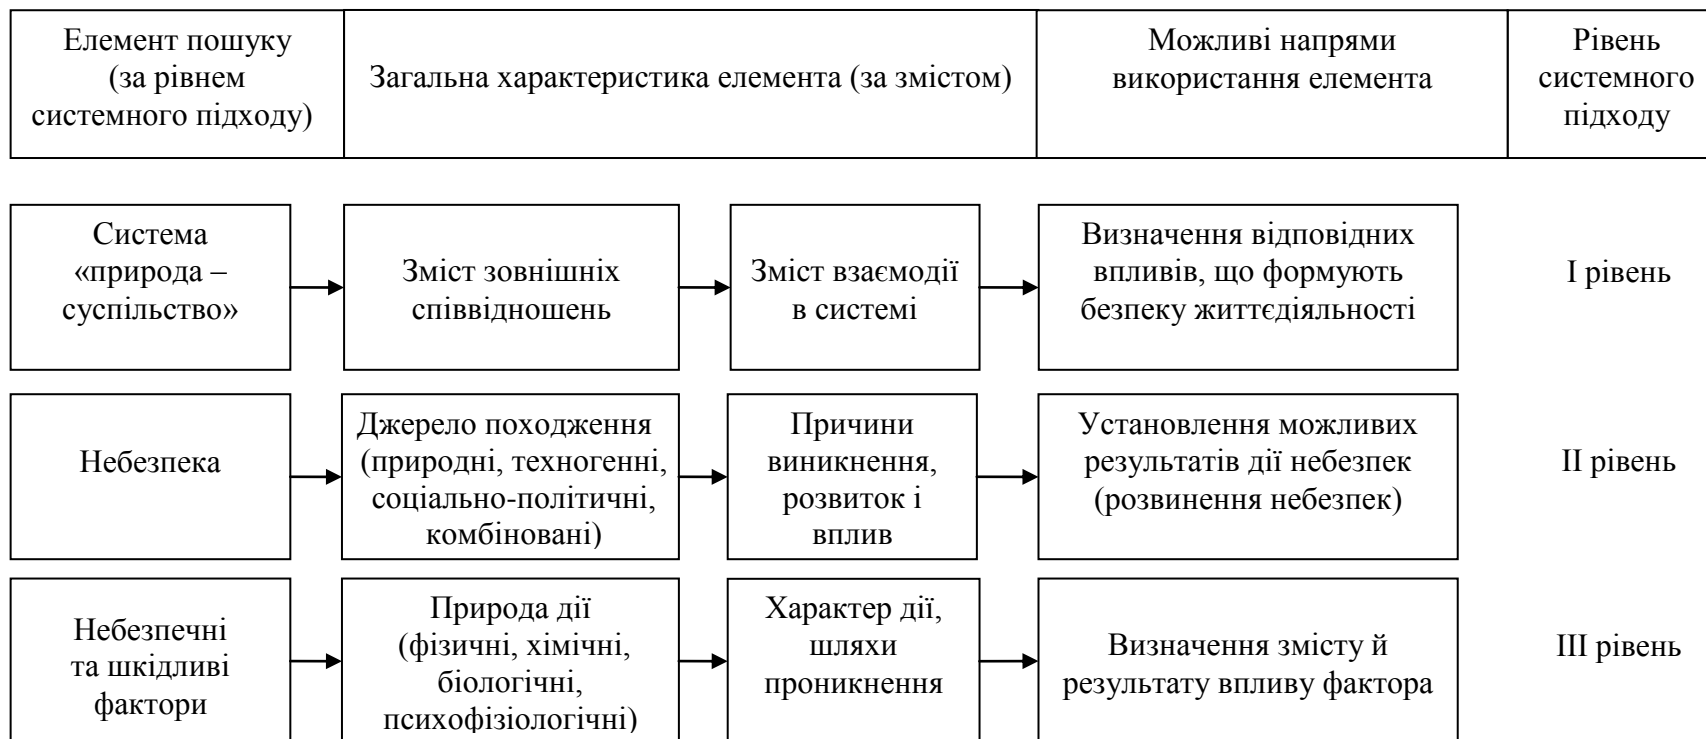 Елемент пошуку
(за рівнем
системного підходу)
Загальна характеристика елемента (за змістом)
Можливі напрями
використання елемента
Рівень
системного
підходу
Система
«природа –
суспільство»
Зміст зовнішніх
співвідношень
Зміст взаємодії
в системі
Визначення відповідних
впливів, що формують
безпеку життєдіяльності
І рівень
Небезпека
Джерело походження
(природні, техногенні,
соціально-політичні,
комбіновані)
Причини
виникнення,
розвиток і
вплив
Установлення можливих
результатів дії небезпек
(розвинення небезпек)
ІІ рівень
Небезпечні
та шкідливі
фактори
Природа дії
(фізичні, хімічні,
біологічні,
психофізіологічні)
Характер дії,
шляхи
проникнення
Визначення змісту й
результату впливу фактора
ІІІ рівень